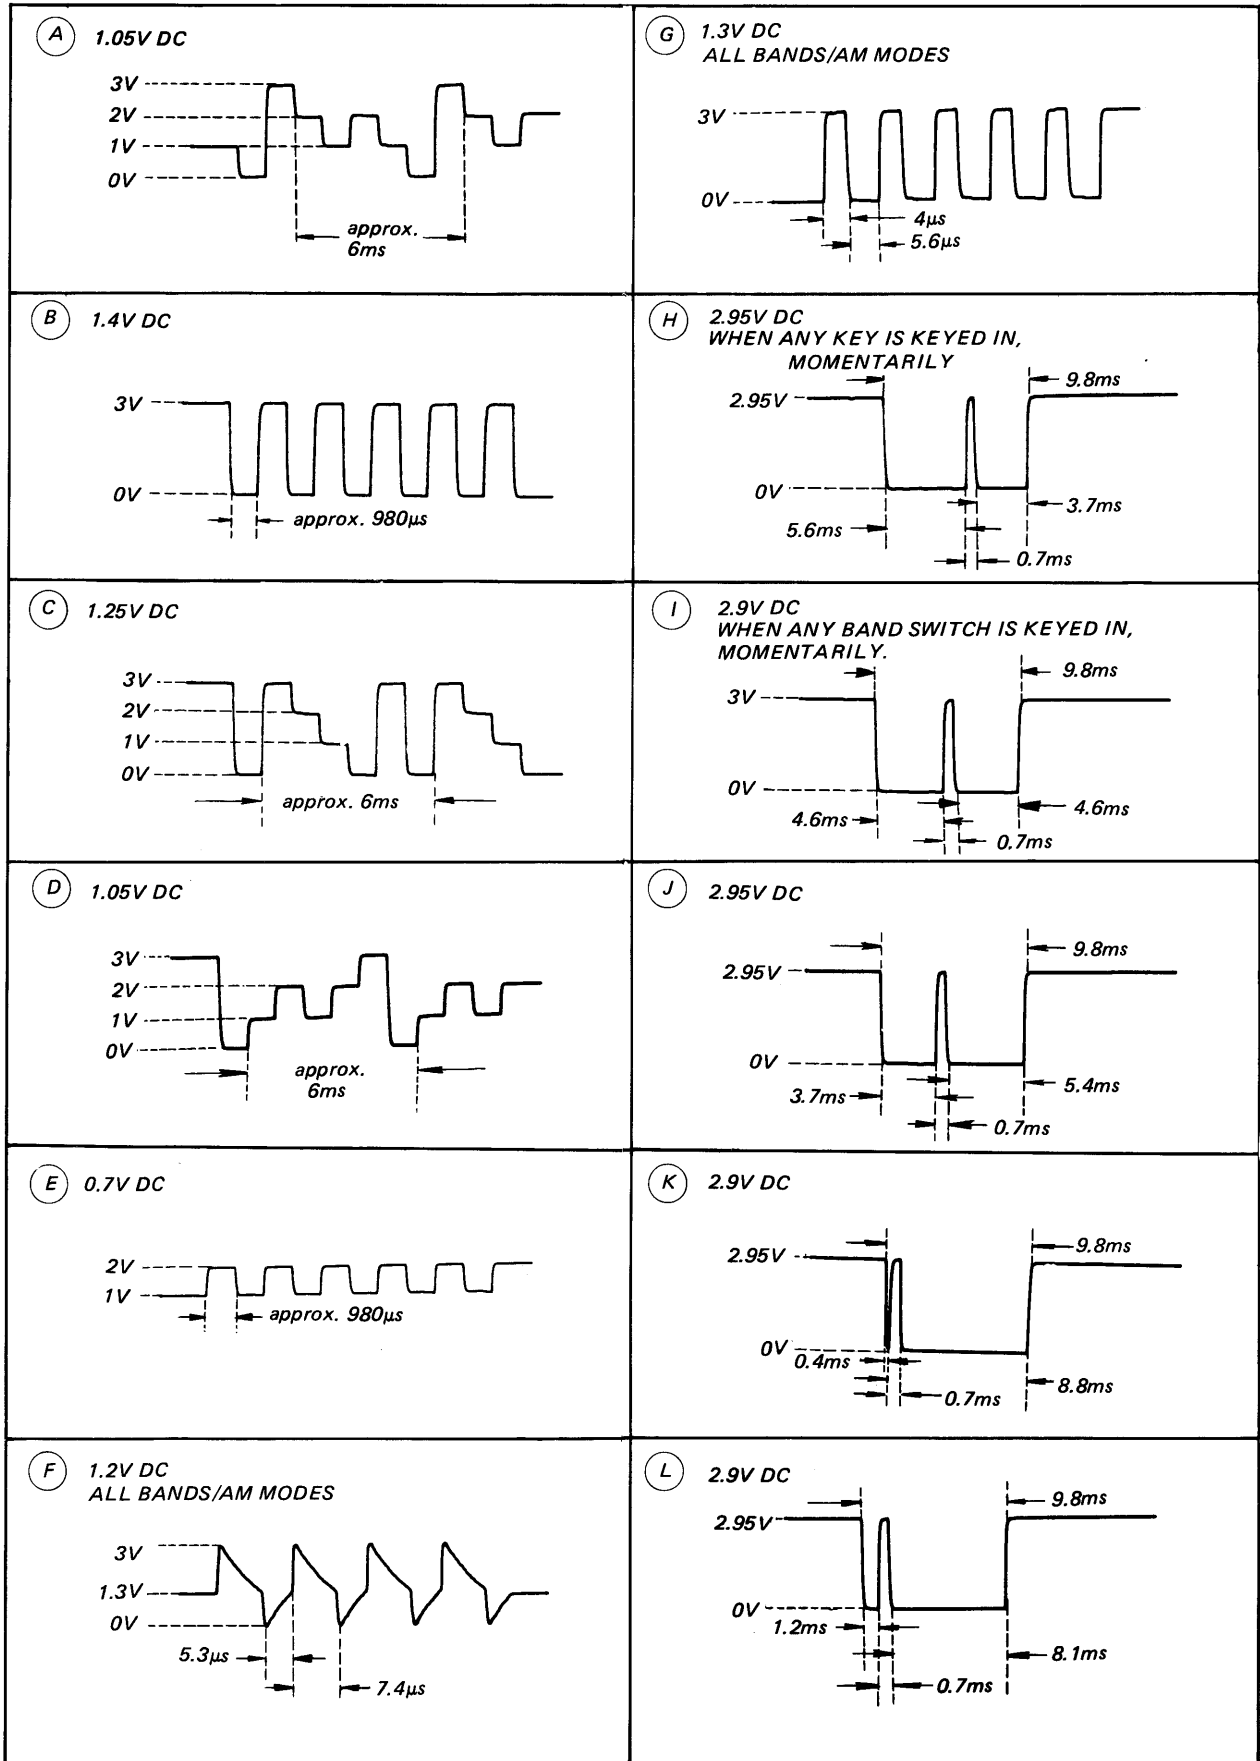 A
1.05V DC
3V
2V
1V
0V
approx.
6ms
B
1.4V DC
3V
0V
approx. 980µs
C
1.25V DC
3V
2V
1V
0V
approx. 6ms
D
1.05V DC
3V
2V
1V
0V
approx.
6ms
E
0.7V DC
2V
1V
approx. 980µs
F
1.2V DC
ALL BANDS/AM MODES
3V
1.3V
0V
5.3µs
7.4µs
G
1.3V DC
ALL BANDS/AM MODES
3V
0V
4µs
5.6µs
H
2.95V DC
WHEN ANY KEY IS KEYED IN,
MOMENTARILY
9.8ms
2.95V
0V
3.7ms
5.6ms
0.7ms
I
2.9V DC
WHEN ANY BAND SWITCH IS KEYED IN,
MOMENTARILY.
9.8ms
3V
0V
4.6ms
4.6ms
0.7ms
J
2.95V DC
9.8ms
2.95V
0V
5.4ms
3.7ms
0.7ms
K
2.9V DC
9.8ms
2.95V
0V
0.4ms
8.8ms
0.7ms
L
2.9V DC
9.8ms
2.95V
0V
1.2ms
8.1ms
0.7ms